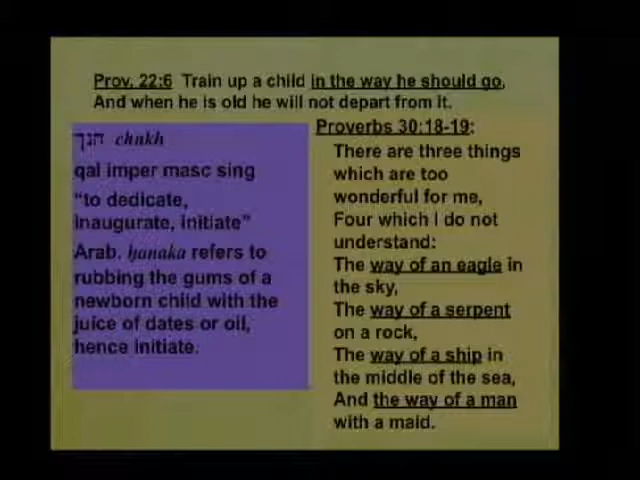 Prov. 22:6 Train up a child in the way he should go,
And when he is old he will not depart from it.
הנך chnkh
qal imper masc sing
“to dedicate,
inaugurate, initiate”
Arab. ḥanaka refers to
rubbing the gums of a
newborn child with the
juice of dates or oil,
hence initiate.
Proverbs 30:18-19:
There are three things
which are too
wonderful for me,
Four which I do not
understand:
The way of an eagle in
the sky,
The way of a serpent
on a rock,
The way of a ship in
the middle of the sea,
And the way of a man
with a maid.